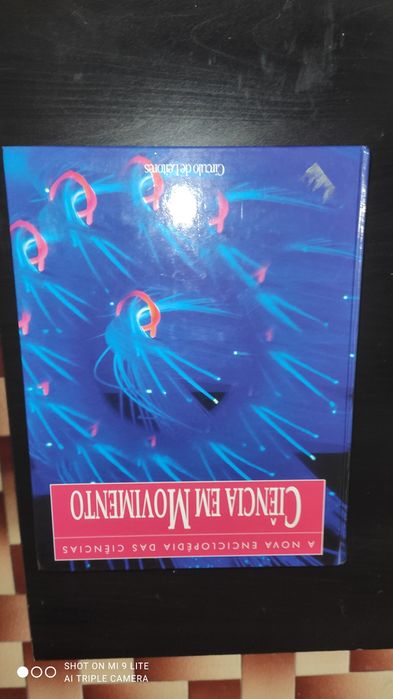 A NOVA ENCICLOPÉDIA DAS CIÊNCIAS
CIÊNCIA EM MOVIMENTO
Círculo de Leitores
SHOT ON MI 9 LITE
AI TRIPLE CAMERA